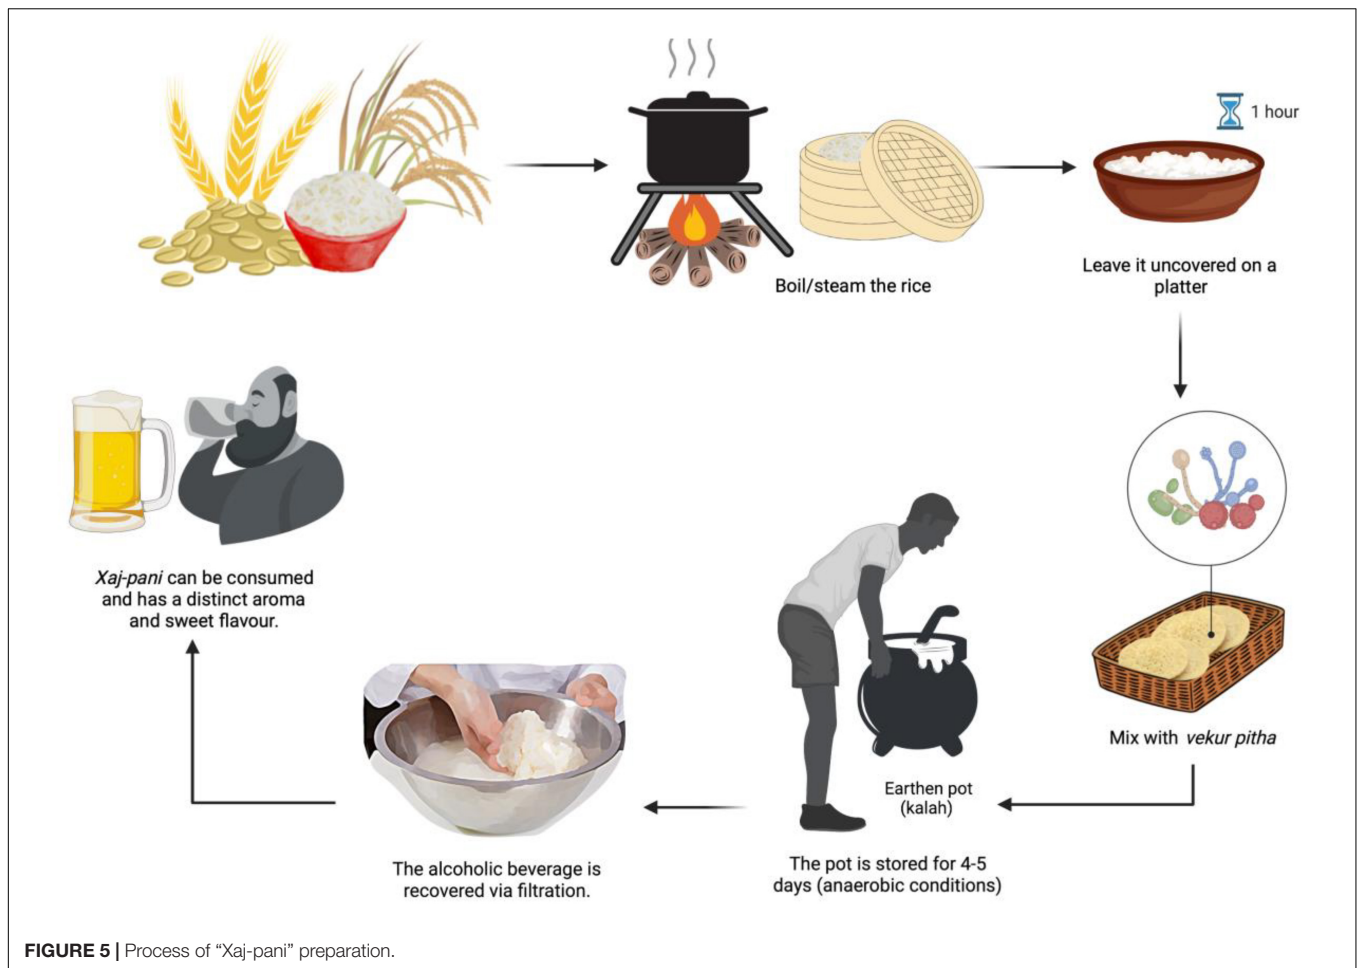 1 hour
Boil/steam the rice
Leave it uncovered on a
platter
Mix with vekur pitha
Earthen pot
(kalah)
The pot is stored for 4-5
days (anaerobic conditions)
The alcoholic beverage is
recovered via filtration.
Xaj-pani can be consumed
and has a distinct aroma
and sweet flavour.
FIGURE 5 | Process of “Xaj-pani” preparation.